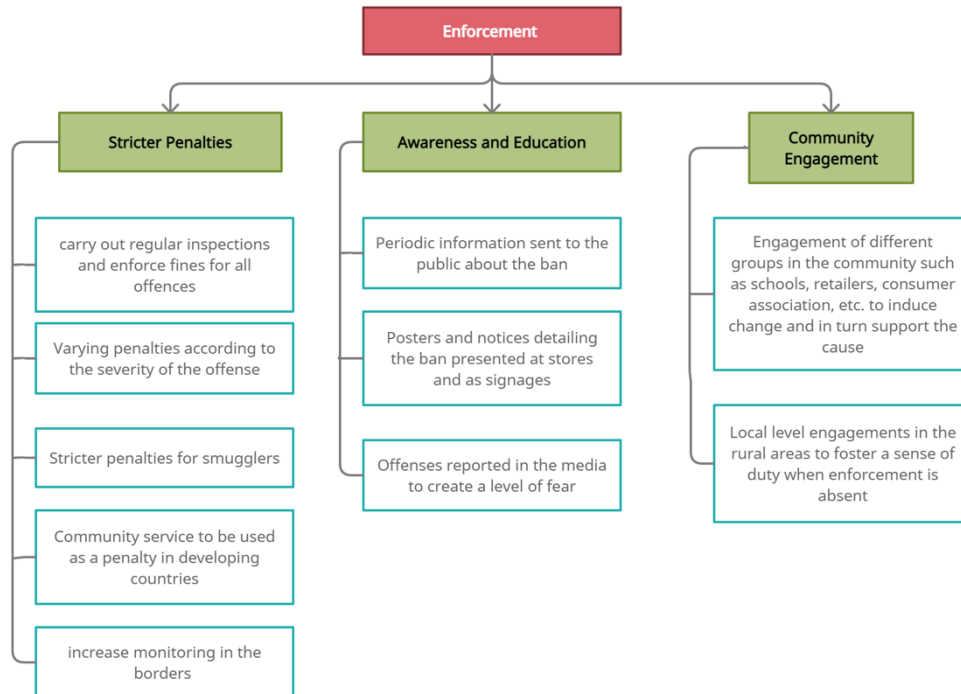 Enforcement
Stricter Penalties
carry out regular inspections
and enforce fines for all
offences
Varying penalties according to
the severity of the offense
Stricter penalties for smugglers
Community service to be used
as a penalty in developing
countries
increase monitoring in the
borders
Awareness and Education
Periodic information sent to the
public about the ban
Posters and notices detailing
the ban presented at stores
and as signages
Offenses reported in the media
to create a level of fear
Community
Engagement
Engagement of different
groups in the community such
as schools, retailers, consumer
association, etc. to induce
change and in turn support the
cause
Local level engagements in the
rural areas to foster a sense of
duty when enforcement is
absent